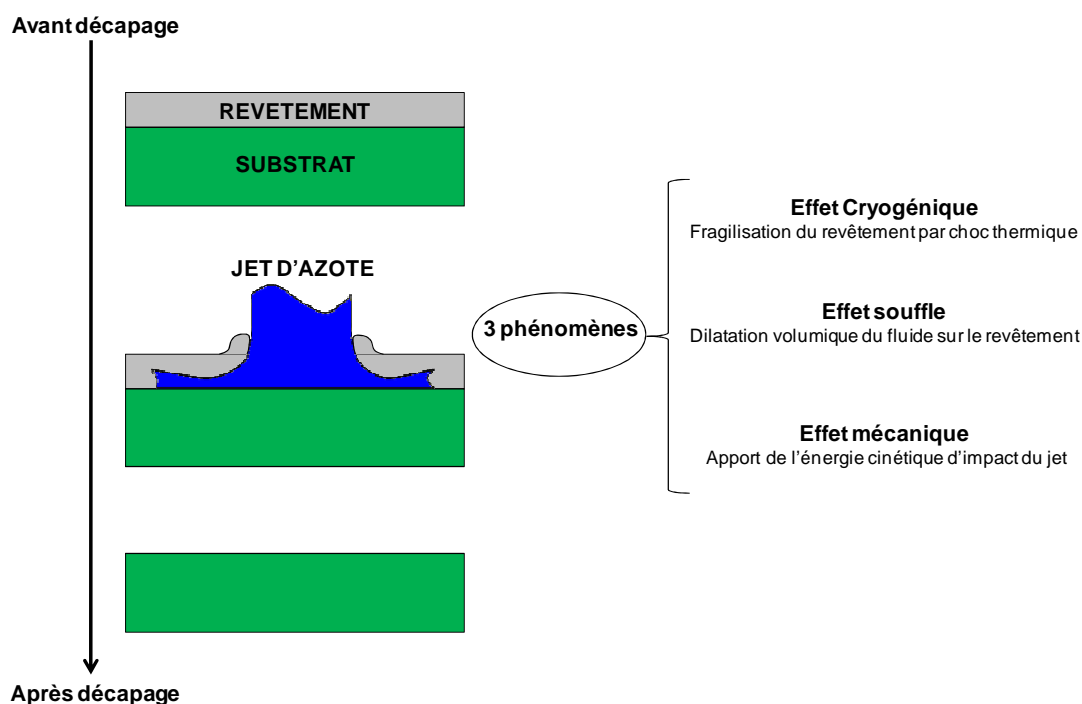 Avant décapage
REVETEMENT
SUBSTRAT
JET D'AZOTE
3 phénomènes
Effet Cryogénique
Fragilisation du revêtement par choc thermique
Effet souffle
Dilatation volumique du fluide sur le revêtement
Effet mécanique
Apport de l'énergie cinétique d'impact du jet
Après décapage